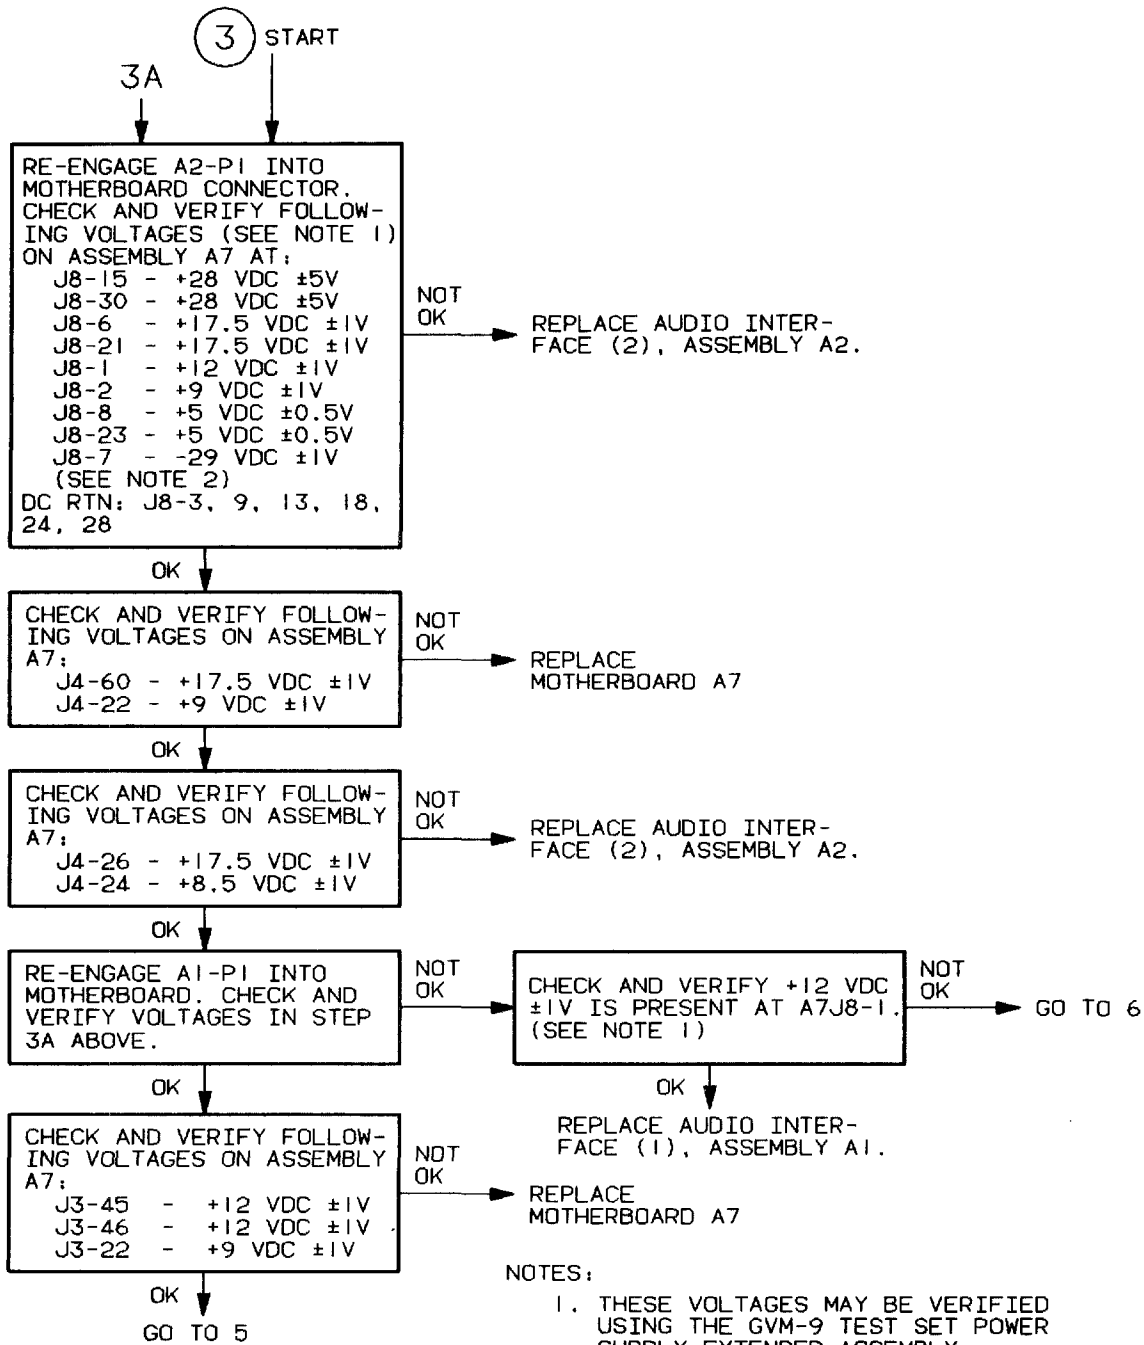 3 START
3A
RE-ENGAGE A2-P1 INTO
MOTHERBOARD CONNECTOR.
CHECK AND VERIFY FOLLOW-
ING VOLTAGES (SEE NOTE 1)
ON ASSEMBLY A7 AT:
J8-15 - +28 VDC ±5V
J8-30 - +28 VDC ±5V
J8-6 - +17.5 VDC ±1V
J8-21 - +17.5 VDC ±1V
J8-1 - +12 VDC ±1V
J8-2 - +9 VDC ±1V
J8-8 - +5 VDC ±0.5V
J8-23 - +5 VDC ±0.5V
J8-7 - -29 VDC ±1V
(SEE NOTE 2)
DC RTN: J8-3, 9, 13, 18,
24, 28
NOT
OK
REPLACE AUDIO INTER-
FACE (2), ASSEMBLY A2.
OK
CHECK AND VERIFY FOLLOW-
ING VOLTAGES ON ASSEMBLY
A7:
J4-60 - +17.5 VDC ±1V
J4-22 - +9 VDC ±1V
NOT
OK
REPLACE
MOTHERBOARD A7
OK
CHECK AND VERIFY FOLLOW-
ING VOLTAGES ON ASSEMBLY
A7:
J4-26 - +17.5 VDC ±1V
J4-24 - +8.5 VDC ±1V
NOT
OK
REPLACE AUDIO INTER-
FACE (2), ASSEMBLY A2.
OK
RE-ENGAGE A1-P1 INTO
MOTHERBOARD. CHECK AND
VERIFY VOLTAGES IN STEP
3A ABOVE.
NOT
OK
CHECK AND VERIFY +12 VDC
±1V IS PRESENT AT A7J8-1.
(SEE NOTE 1)
NOT
OK
GO TO 6
OK
REPLACE AUDIO INTER-
FACE (1), ASSEMBLY A1.
OK
CHECK AND VERIFY FOLLOW-
ING VOLTAGES ON ASSEMBLY
A7:
J3-45 - +12 VDC ±1V
J3-46 - +12 VDC ±1V
J3-22 - +9 VDC ±1V
NOT
OK
REPLACE
MOTHERBOARD A7
OK
GO TO 5
NOTES:
1. THESE VOLTAGES MAY BE VERIFIED
USING THE GVM-9 TEST SET POWER
SUPPLY EXTENDED ASSEMBLY